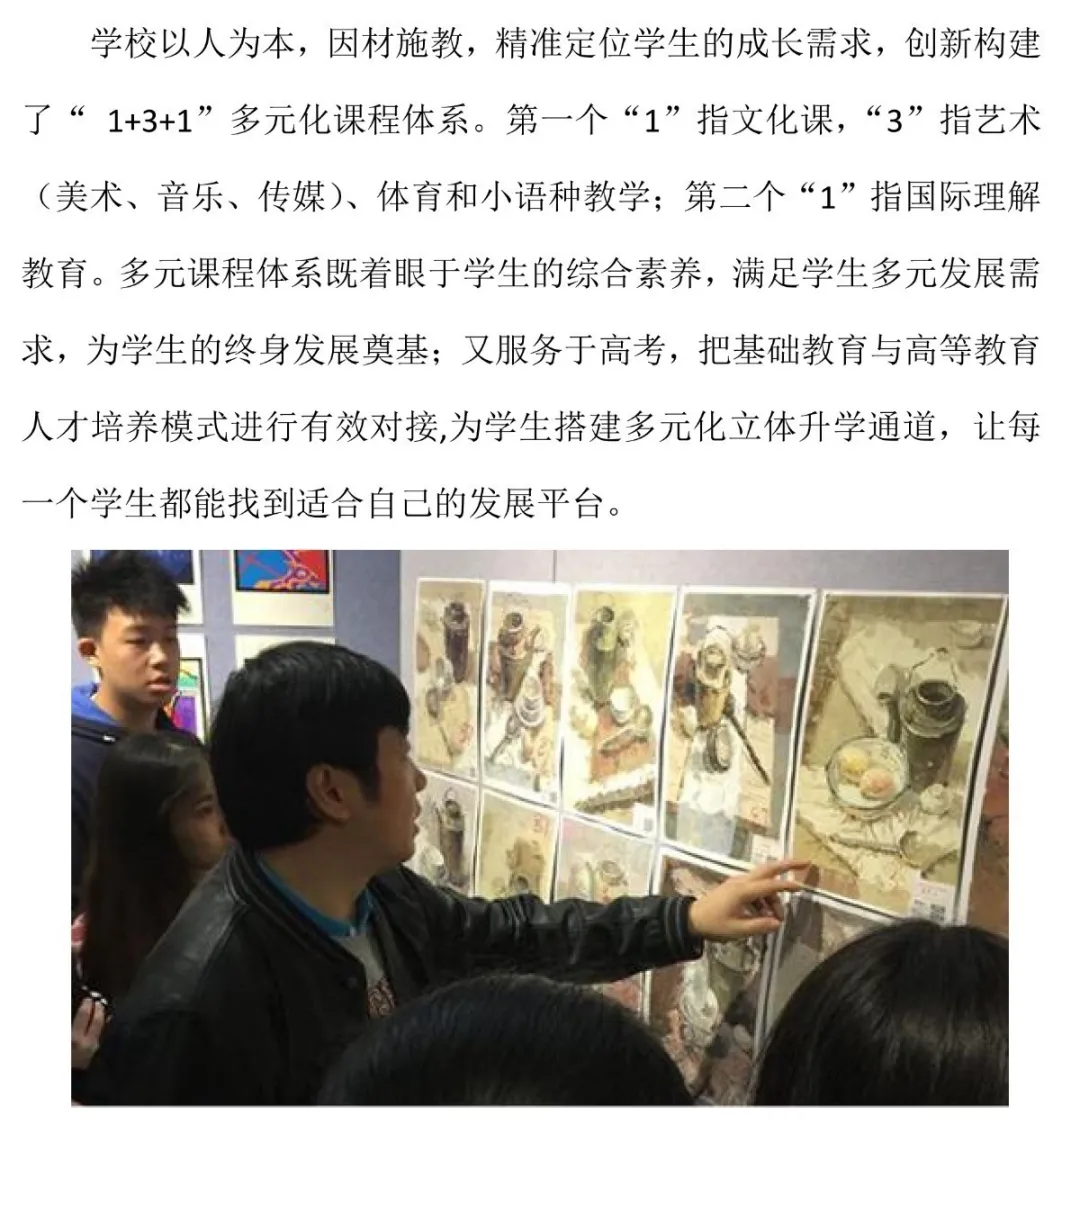 学校以人为本，因材施教，精准定位学生的成长需求，创新构建
了“ 1+3+1”多元化课程体系。第一个“1”指文化课，“3”指艺术
（美术、音乐、传媒）、体育和小语种教学；第二个“1”指国际理解
教育。多元课程体系既着眼于学生的综合素养，满足学生多元发展需
求，为学生的终身发展奠基；又服务于高考，把基础教育与高等教育
人才培养模式进行有效对接,为学生搭建多元化立体升学通道，让每
一个学生都能找到适合自己的发展平台。